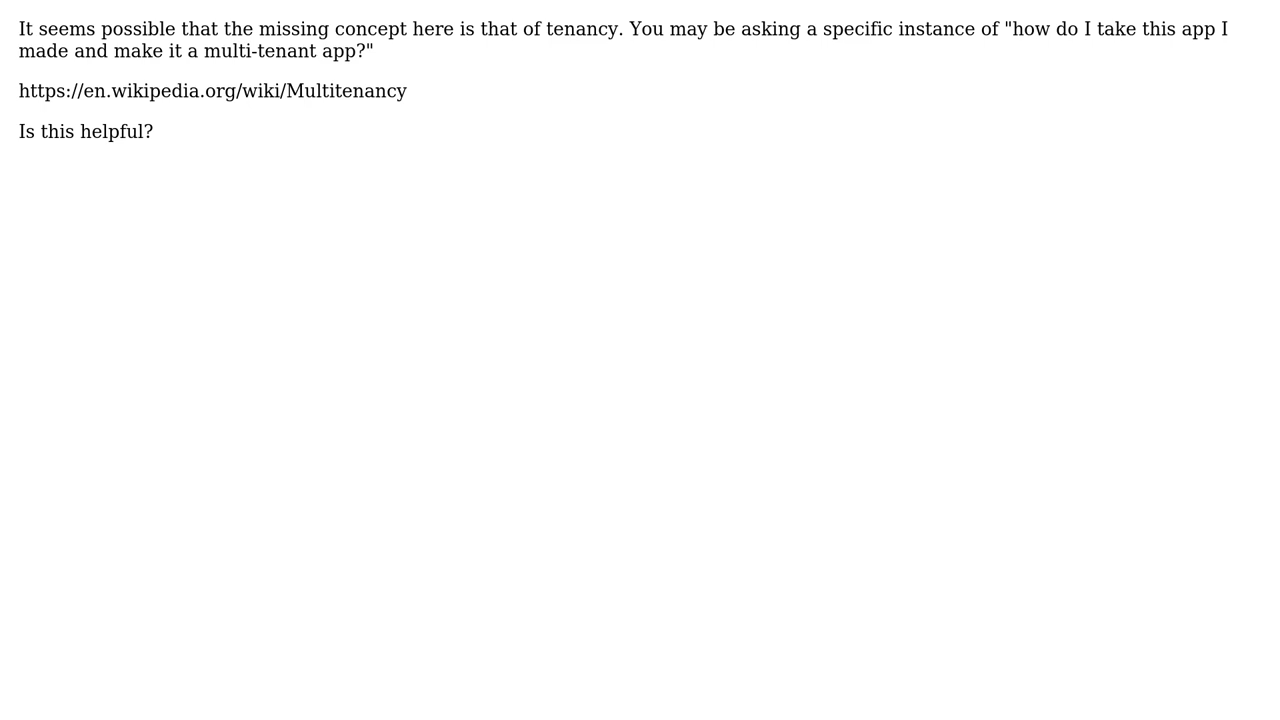 It seems possible that the missing concept here is that of tenancy. You may be asking a specific instance of "how do I take this app I
made and make it a multi-tenant app?"
https://en.wikipedia.org/wiki/Multitenancy
Is this helpful?